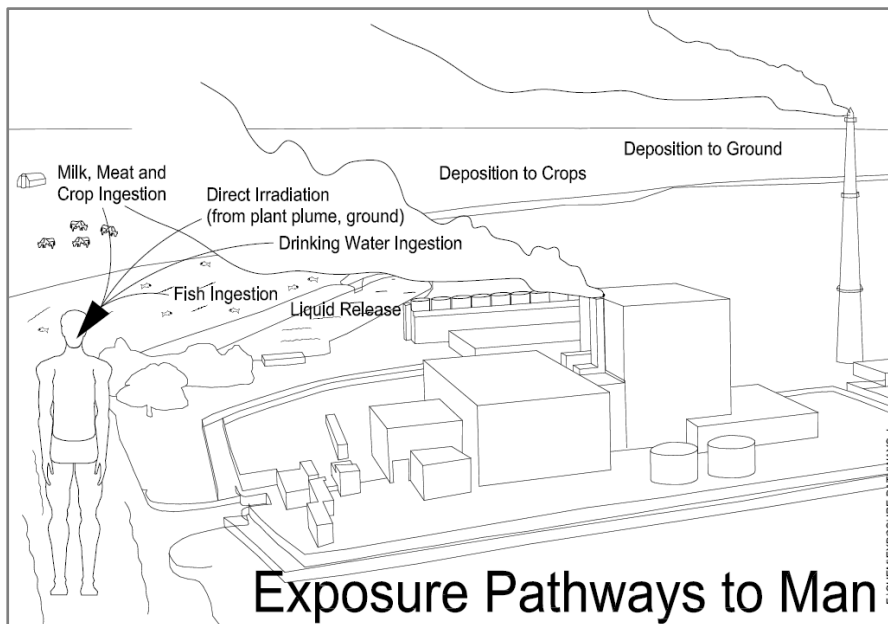 Deposition to Ground
Deposition to Crops
Milk, Meat and
Crop Ingestion
Direct Irradiation
(from plant plume, ground)
Drinking Water Ingestion
Fish Ingestion
Liquid Release
Exposure Pathways to Man